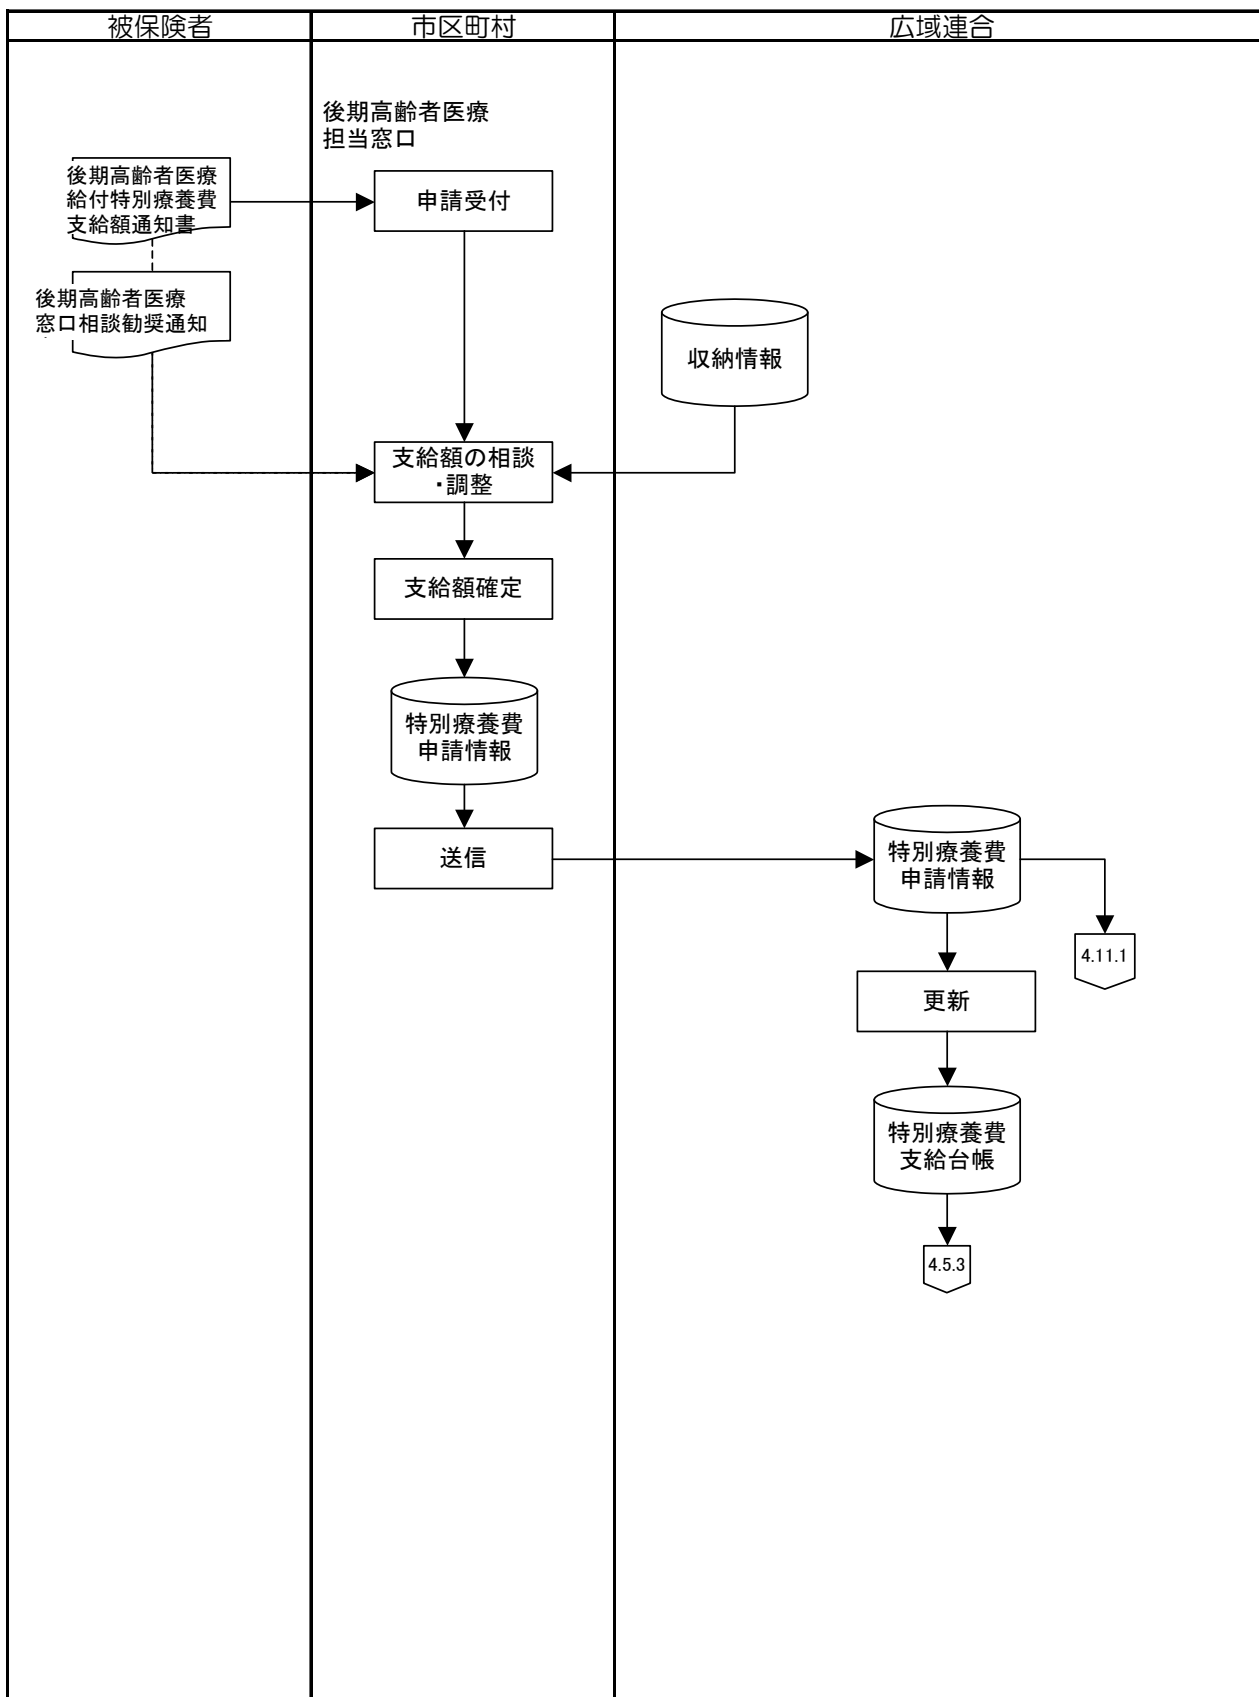 被保険者
市区町村
広域連合
後期高齢者医療
担当窓口
後期高齢者医療
給付特別療養費
支給額通知書
申請受付
後期高齢者医療
窓口相談勧奨通知
収納情報
支給額の相談
・調整
支給額確定
特別療養費
申請情報
送信
特別療養費
申請情報
4.11.1
更新
特別療養費
支給台帳
4.5.3